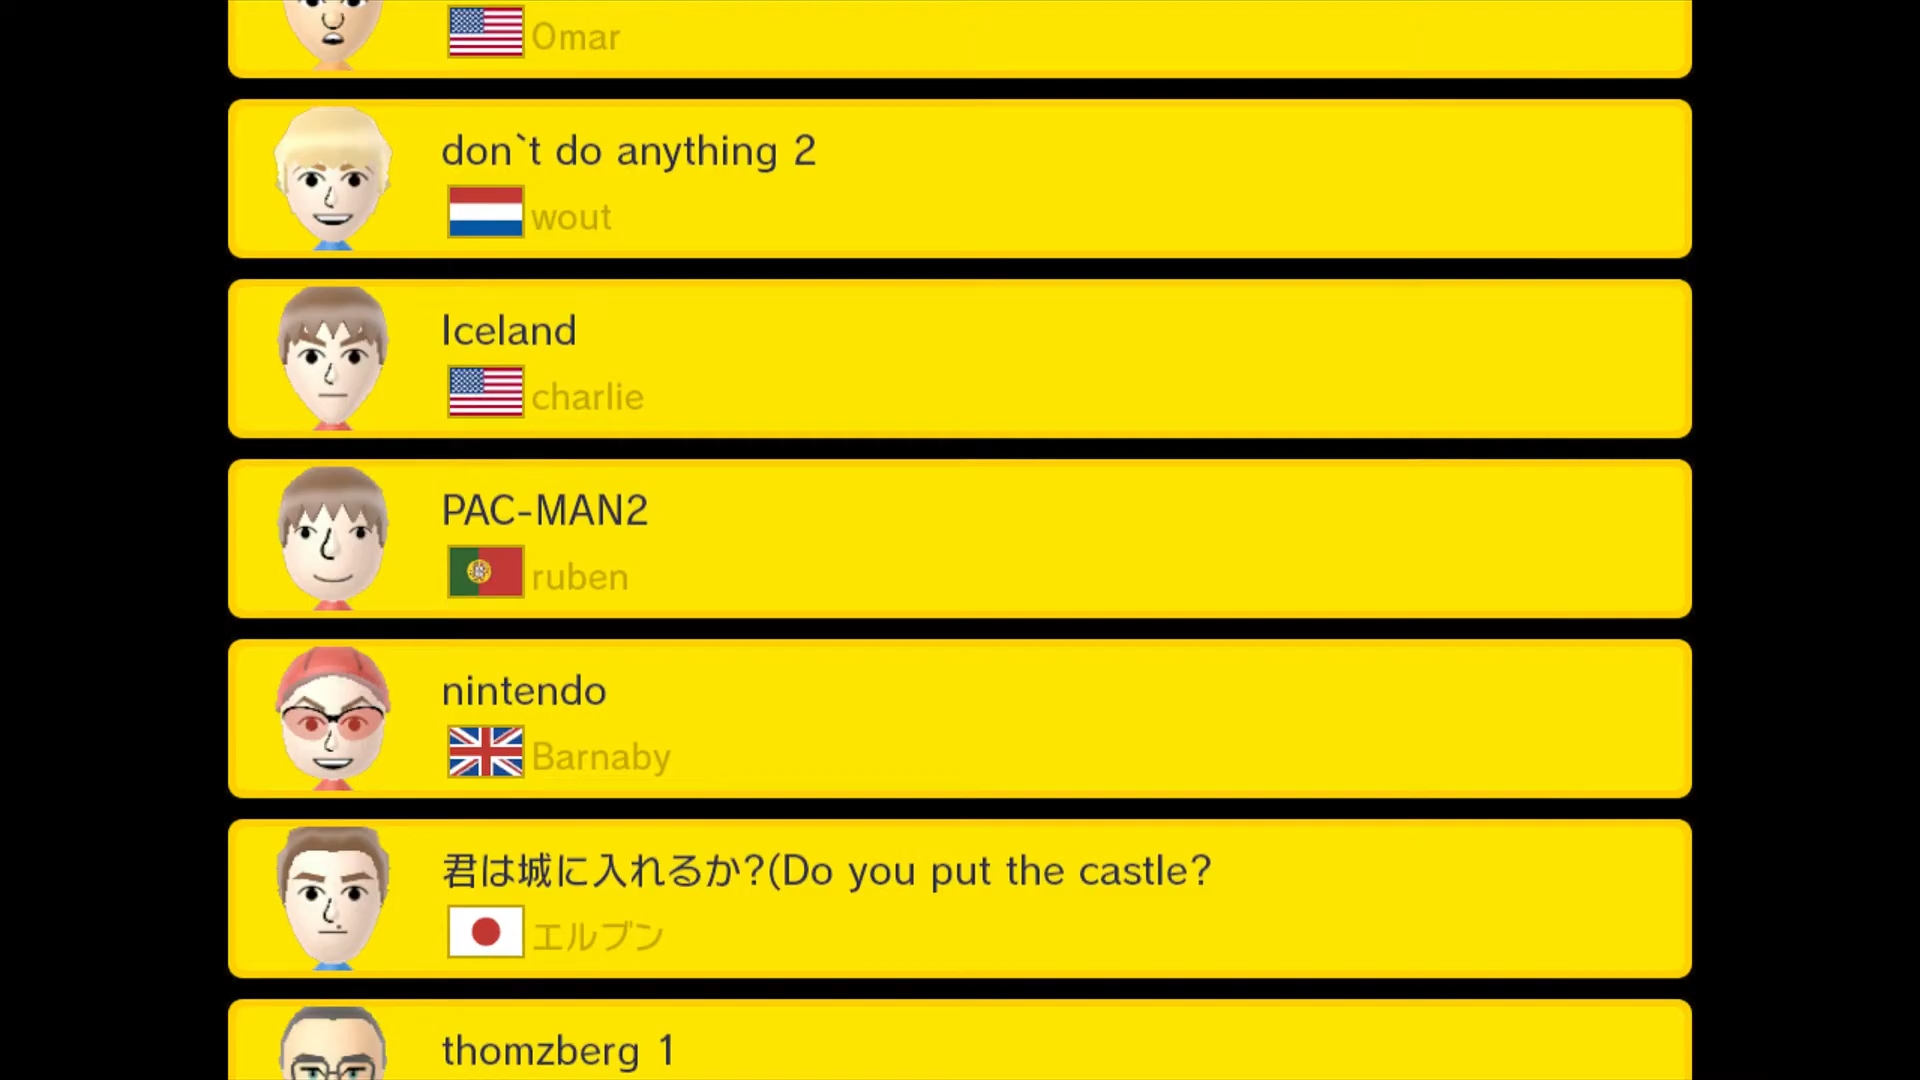 Omar
don`t do anything 2
wout
Iceland
charlie
PAC-MAN2
ruben
nintendo
Barnaby
君は城に入れるか?(Do you put the castle?
エルブン
thomzberg 1